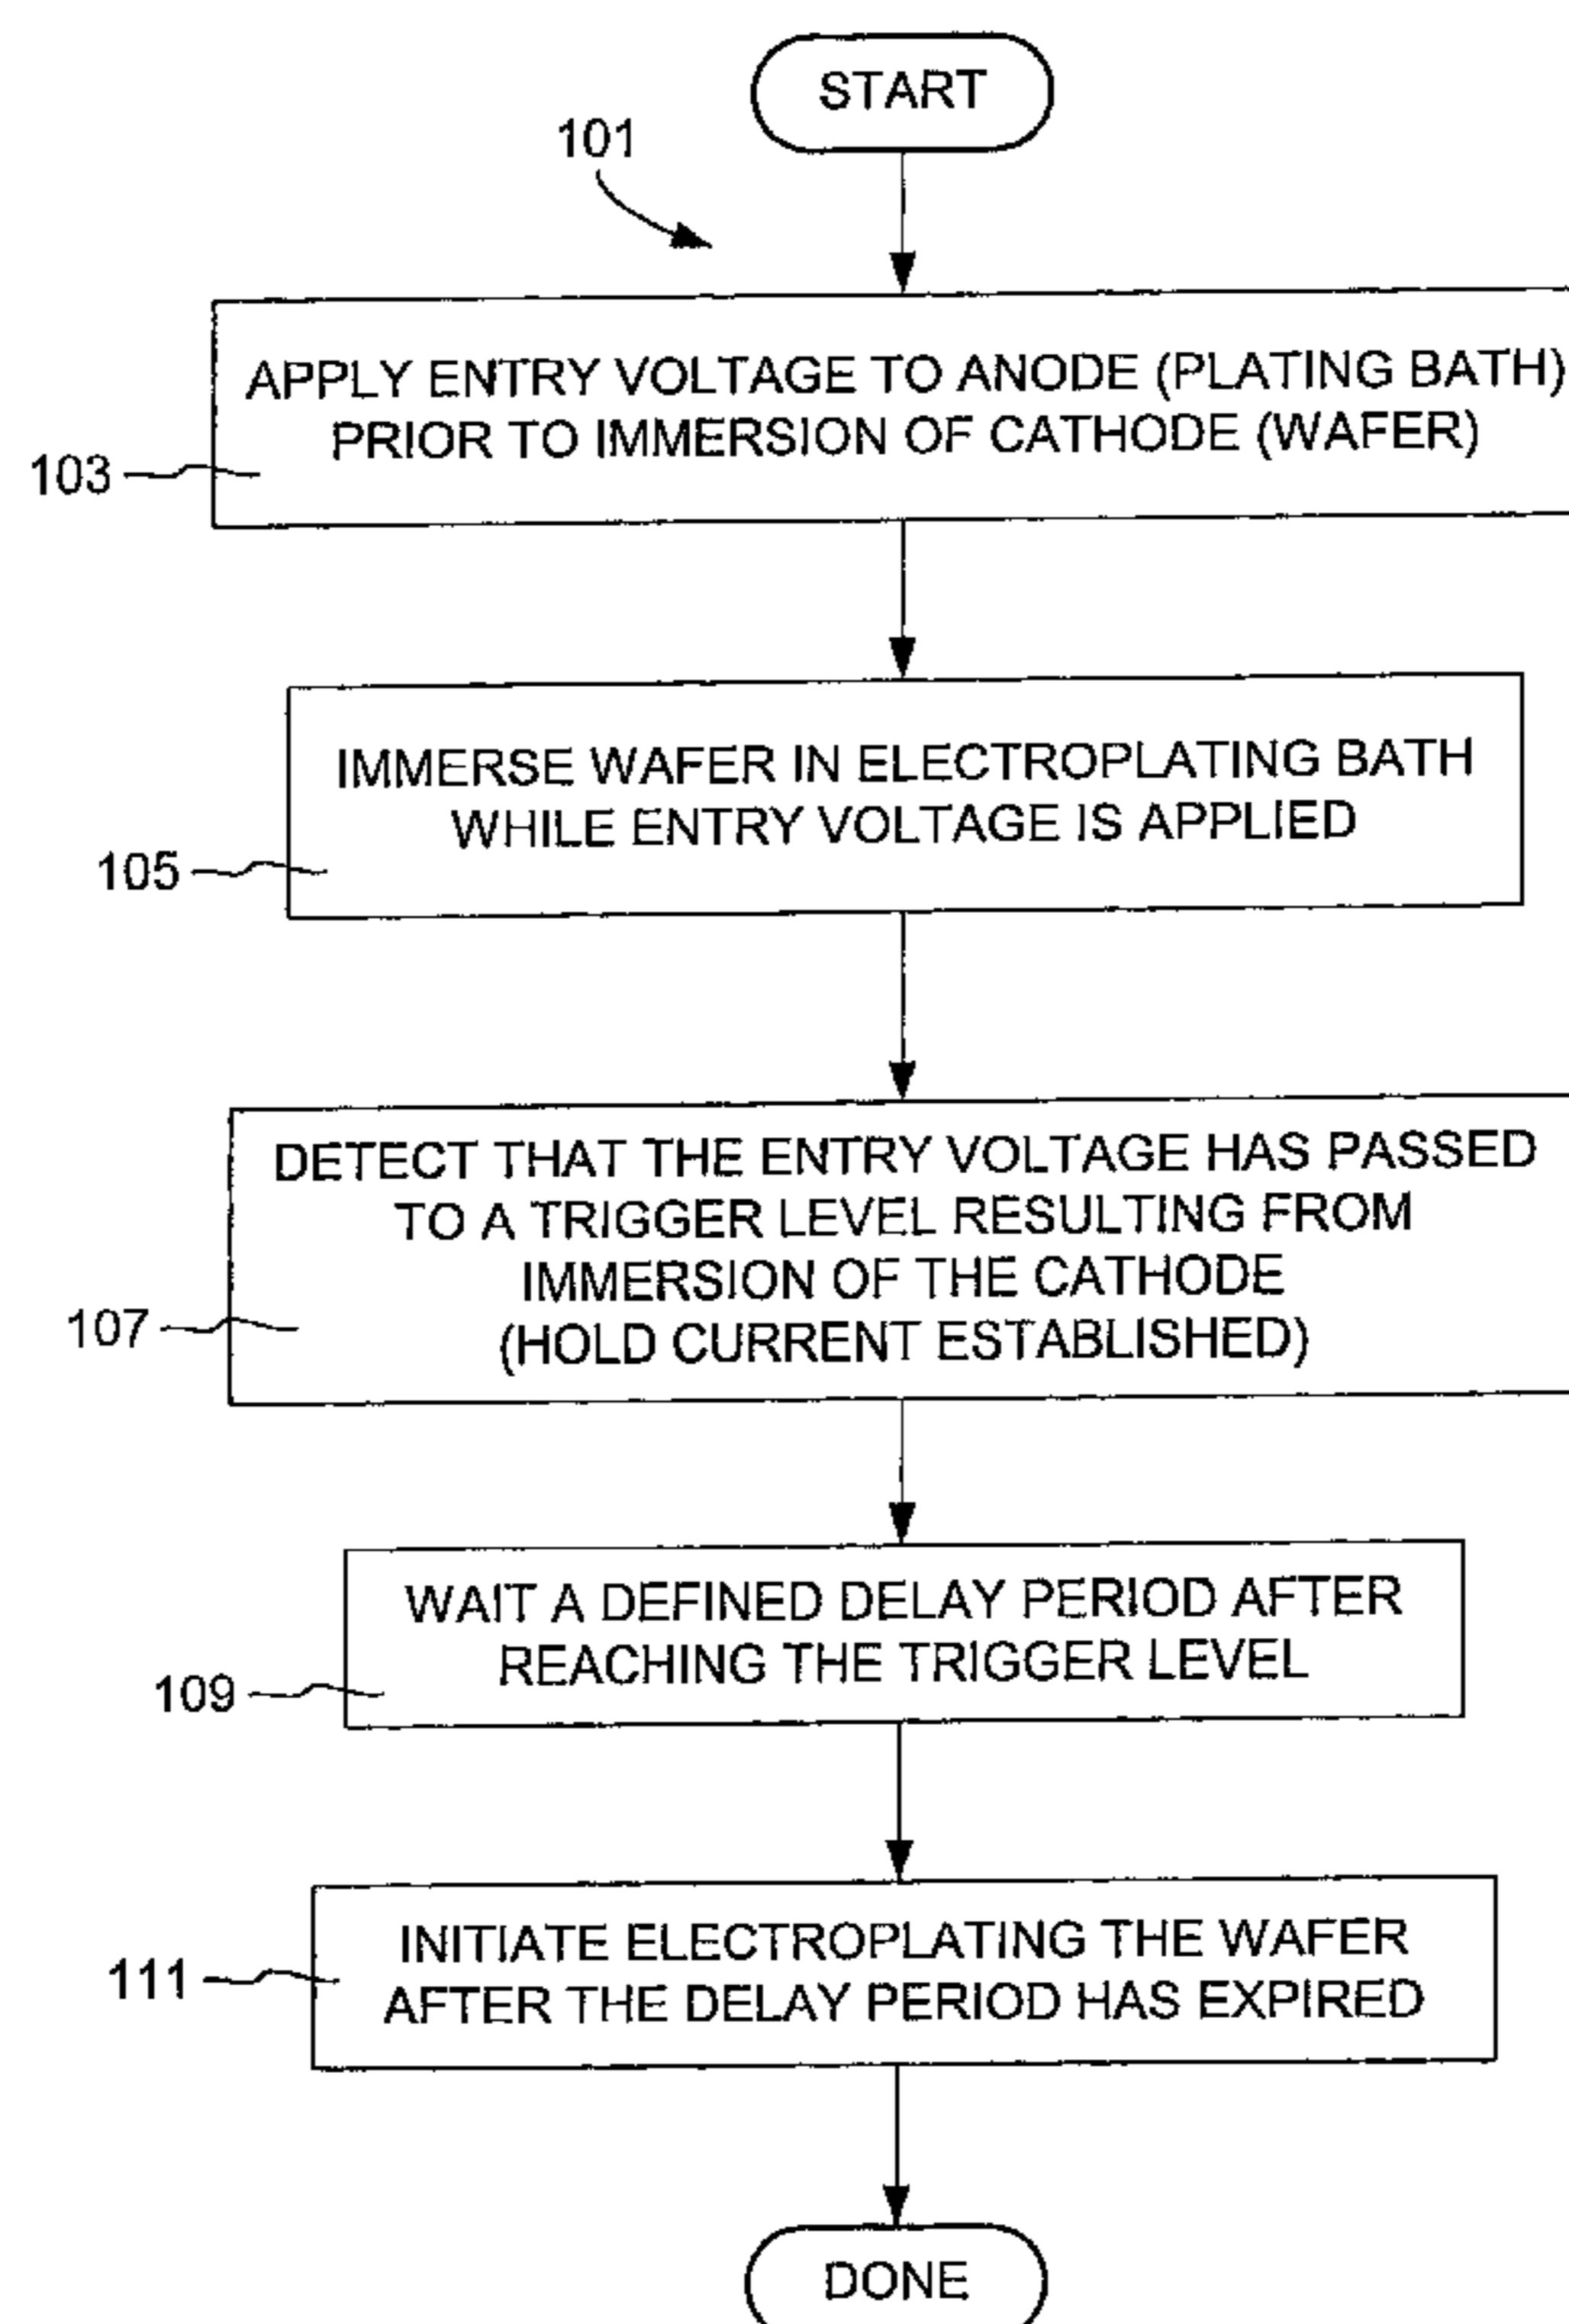 START
101
APPLY ENTRY VOLTAGE TO ANODE (PLATING BATH)
PRIOR TO IMMERSION OF CATHODE (WAFER)
103
IMMERSE WAFER IN ELECTROPLATING BATH
WHILE ENTRY VOLTAGE IS APPLIED
105
DETECT THAT THE ENTRY VOLTAGE HAS PASSED
TO A TRIGGER LEVEL RESULTING FROM
IMMERSION OF THE CATHODE
(HOLD CURRENT ESTABLISHED)
107
WAIT A DEFINED DELAY PERIOD AFTER
REACHING THE TRIGGER LEVEL
109
INITIATE ELECTROPLATING THE WAFER
AFTER THE DELAY PERIOD HAS EXPIRED
111
DONE